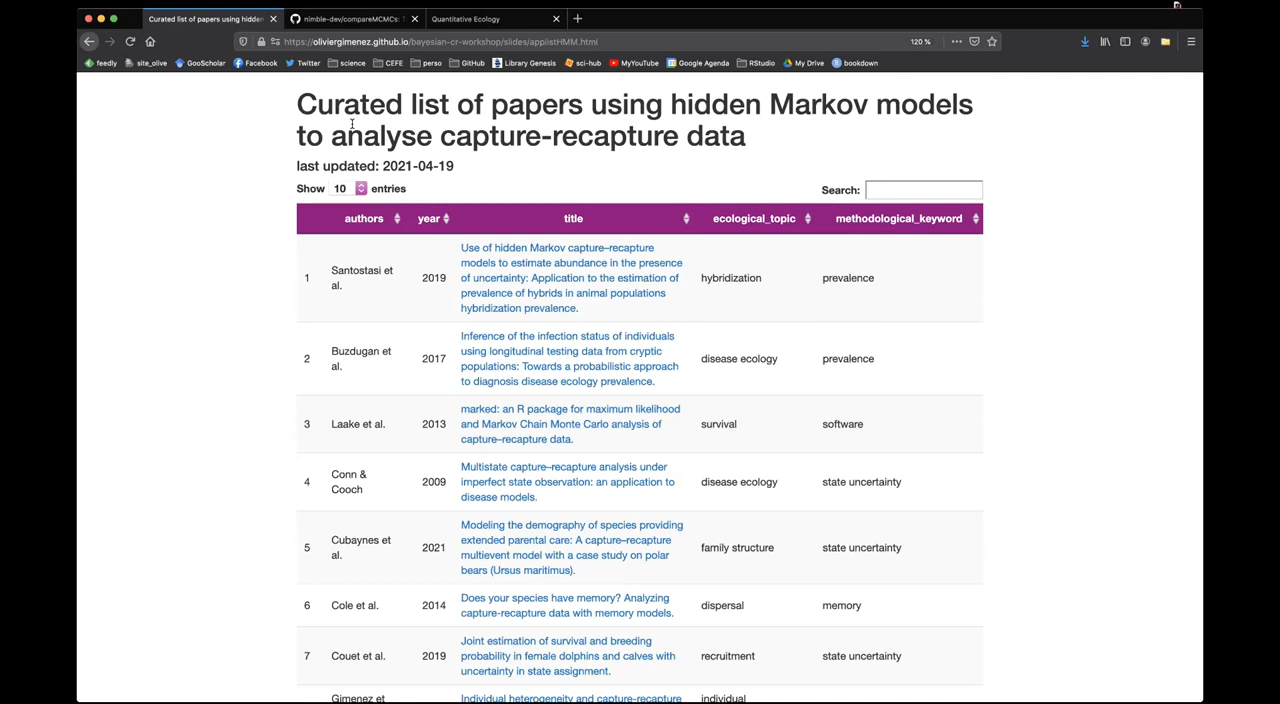 Curated list of papers using hidden
nimble-dev/compareMCMCs: T
Quantitative Ecology
https://oliviergimenez.github.io/bayesian-cr-workshop/slides/applistHMM.html
120 %
feedly site_olive GooScholar Facebook Twitter science CEFE perso GitHub Library Genesis sci-hub MyYouTube Google Agenda RStudio My Drive bookdown
Curated list of papers using hidden Markov models
to analyse capture-recapture data
last updated: 2021-04-19
Show 10 entries
Search:
authors year title ecological_topic methodological_keyword
1 Santostasi et al. 2019
Use of hidden Markov capture–recapture
models to estimate abundance in the presence
of uncertainty: Application to the estimation of
prevalence of hybrids in animal populations
hybridization prevalence.
hybridization prevalence
2 Buzdugan et al. 2017
Inference of the infection status of individuals
using longitudinal testing data from cryptic
populations: Towards a probabilistic approach
to diagnosis disease ecology prevalence.
disease ecology prevalence
3 Laake et al. 2013
marked: an R package for maximum likelihood
and Markov Chain Monte Carlo analysis of
capture–recapture data.
survival software
4 Conn & Cooch 2009
Multistate capture–recapture analysis under
imperfect state observation: an application to
disease models.
disease ecology state uncertainty
5 Cubaynes et al. 2021
Modeling the demography of species providing
extended parental care: A capture–recapture
multievent model with a case study on polar
bears (Ursus maritimus).
family structure state uncertainty
6 Cole et al. 2014
Does your species have memory? Analyzing
capture-recapture data with memory models.
dispersal memory
7 Couet et al. 2019
Joint estimation of survival and breeding
probability in female dolphins and calves with
uncertainty in state assignment.
recruitment state uncertainty
Gimenez et Individual heterogeneity and capture-recapture individual